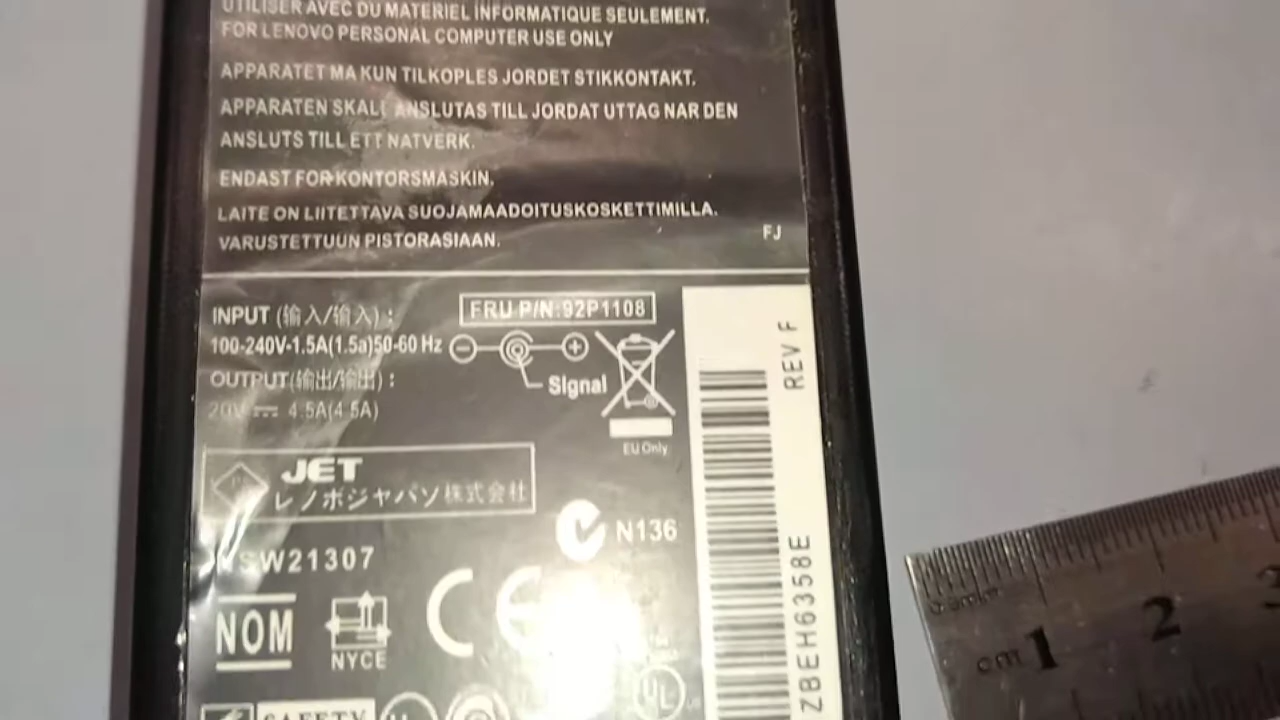 UTILISER AVEC DU MATERIEL INFORMATIQUE SEULEMENT.
FOR LENOVO PERSONAL COMPUTER USE ONLY
APPARATET MA KUN TILKOPLES JORDET STIKKONTAKT.
APPARATEN SKALL ANSLUTAS TILL JORDAT UTTAG NAR DEN
ANSLUTS TILL ETT NATVERK.
ENDAST FOR KONTORSMASKIN.
LAITE ON LIITETTAVA SUOJAMAADOITUSKOSKETTIMILLA.
VARUSTETTUUN PISTORASIAAN.
FJ
INPUT (输入/输入) :
FRU P/N:92P1108
100-240V-1.5A(1.5a)50-60 Hz
Signal
OUTPUT(输出/输出) :
20V 4.5A(4.5A)
EU Only
REV F
JET
レノボジャパソ株式会社
N136
SW21307
CE
NOM
NYCE
ZBEH6358E
UL
SAFETY
0.5mm
cm 1 2 3